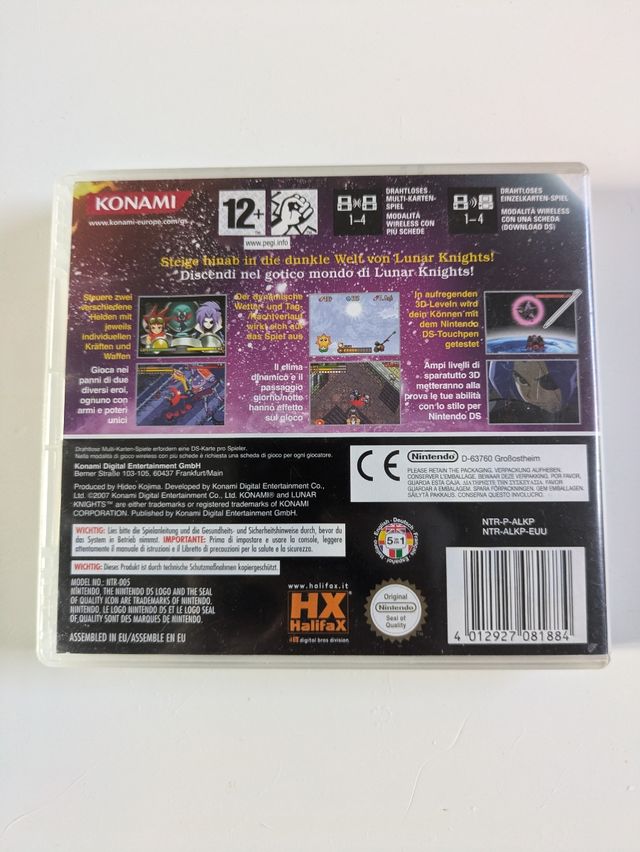 KONAMI
www.konami-europe.com/gs
12+
www.pegi.info
1-4
DRAHTLOSES
MULTI-KARTEN-
SPIEL
MODALITÀ
WIRELESS CON
PIÙ SCHEDE
1-4
DRAHTLOSES
EINZELKARTEN-SPIEL
MODALITÀ WIRELESS
CON UNA SCHEDA
(DOWNLOAD DS)
Steige hinab in die dunkle Welt von Lunar Knights!
Discendi nel gotico mondo di Lunar Knights!
Steuere zwei
verschiedene
Helden mit
jeweils
individuellen
Kräften und
Waffen
Gioca nei
panni di due
diversi eroi,
ognuno con
armi e poteri
unici
Der dynamische
Wetter- und Tag-
Nachtverlauf
wirkt sich auf
das Spiel aus
Il clima
dinamico e il
passaggio
giorno/notte
hanno effetto
sul gioco
In aufregenden
3D-Leveln wird
dein Können mit
dem Nintendo
DS-Touchpen
getestet
Ampi livelli di
sparatutto 3D
metteranno alla
prova le tue abilità
con lo stilo per
Nintendo DS
Drahtlose Multi-Karten-Spiele erfordern eine DS-Karte pro Spieler.
Nella modalità di gioco wireless con più schede è richiesta una scheda di gioco per ogni giocatore.
Konami Digital Entertainment GmbH
Berner Straße 103-105, 60437 Frankfurt/Main
Produced by Hideo Kojima. Developed by Konami Digital Entertainment Co.,
Ltd. ©2007 Konami Digital Entertainment Co., Ltd. KONAMI® and LUNAR
KNIGHTS™ are either trademarks or registered trademarks of KONAMI
CORPORATION. Published by Konami Digital Entertainment GmbH.
CE
Nintendo
D-63760 Großostheim
PLEASE RETAIN THE PACKAGING. VERPACKUNG AUFHEBEN.
CONSERVER L'EMBALLAGE. BEWAAR DEZE VERPAKKING. FAVOR
GUARDA ESTA CAJA. ΔΙΑΤΗΡΗΣΤΕ ΤΗΝ ΣΥΣΚΕΥΑΣΙΑ. FAVOR
GUARDAR A EMBALAGEM. SPARA FÖRPACKNINGEN. GEM EMBALLAGEN.
SÄILYTÄ PAKKAUS. CONSERVA QUESTO INVOLUCRO.
NTR-P-ALKP
NTR-ALKP-EUU
WICHTIG: Lies bitte die Spielanleitung und die Gesundheits- und Sicherheitshinweise durch, bevor du
das System in Betrieb nimmst. IMPORTANTE: Prima di impostare e usare la console, leggere
attentamente il manuale di istruzioni e il Libretto di precauzioni per la salute e la sicurezza.
WICHTIG: Dieses Produkt ist durch technische Schutzmaßnahmen kopiergeschützt.
MODEL NO.: NTR-005
NINTENDO, THE NINTENDO DS LOGO AND THE SEAL
OF QUALITY ICON ARE TRADEMARKS OF NINTENDO.
NINTENDO, LE LOGO NINTENDO DS ET LE LOGO SEAL
OF QUALITY SONT DES MARQUES DE NINTENDO.
ASSEMBLED IN EU/ASSEMBLE EN EU
www.holifax.it
HX
HalifaX
digital bros division
English
Deutsch
Español
5 in 1
Original
Nintendo
Seal of
Quality
4 012927 081884